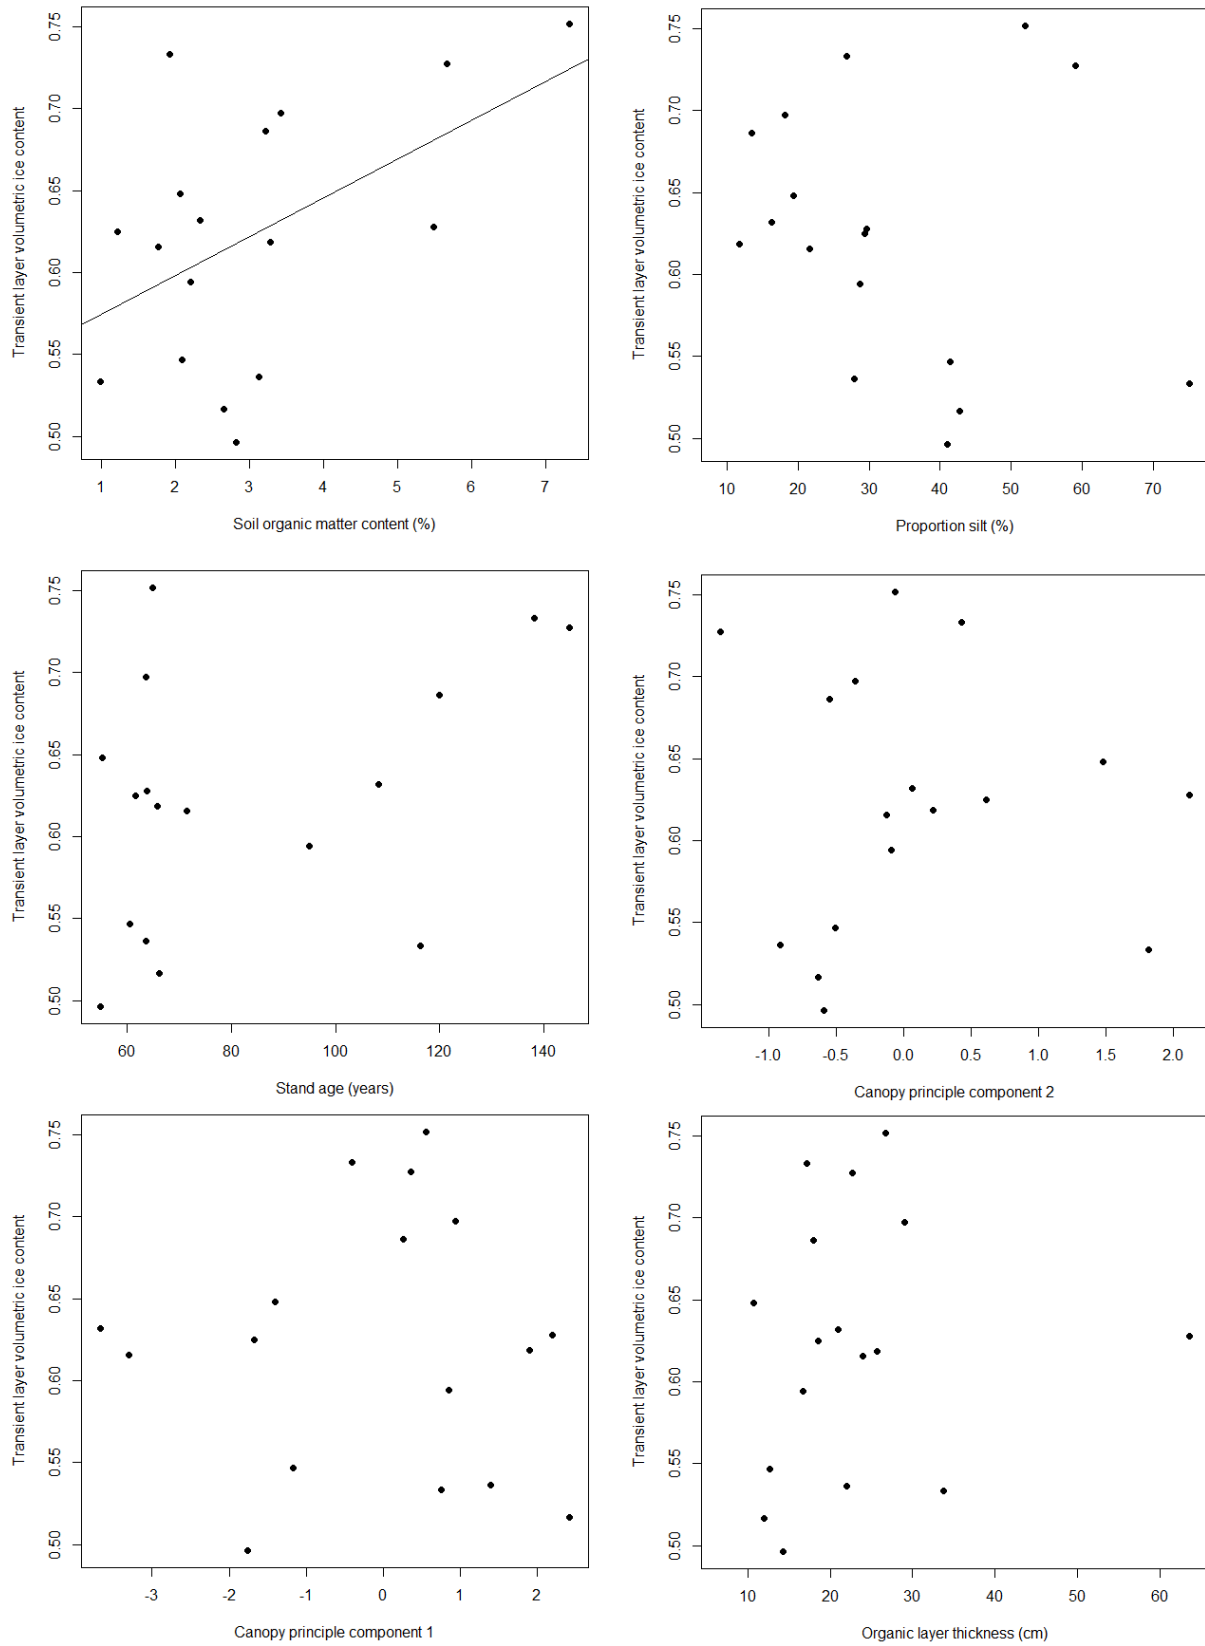 Transient layer volumetric ice content
0.50 0.55 0.60 0.65 0.70 0.75
1 2 3 4 5 6 7
Soil organic matter content (%)
Transient layer volumetric ice content
0.50 0.55 0.60 0.65 0.70 0.75
10 20 30 40 50 60 70
Proportion silt (%)
Transient layer volumetric ice content
0.50 0.55 0.60 0.65 0.70 0.75
60 80 100 120 140
Stand age (years)
Transient layer volumetric ice content
0.50 0.55 0.60 0.65 0.70 0.75
-1.0 -0.5 0.0 0.5 1.0 1.5 2.0
Canopy principle component 2
Transient layer volumetric ice content
0.50 0.55 0.60 0.65 0.70 0.75
-3 -2 -1 0 1 2
Canopy principle component 1
Transient layer volumetric ice content
0.50 0.55 0.60 0.65 0.70 0.75
10 20 30 40 50 60
Organic layer thickness (cm)